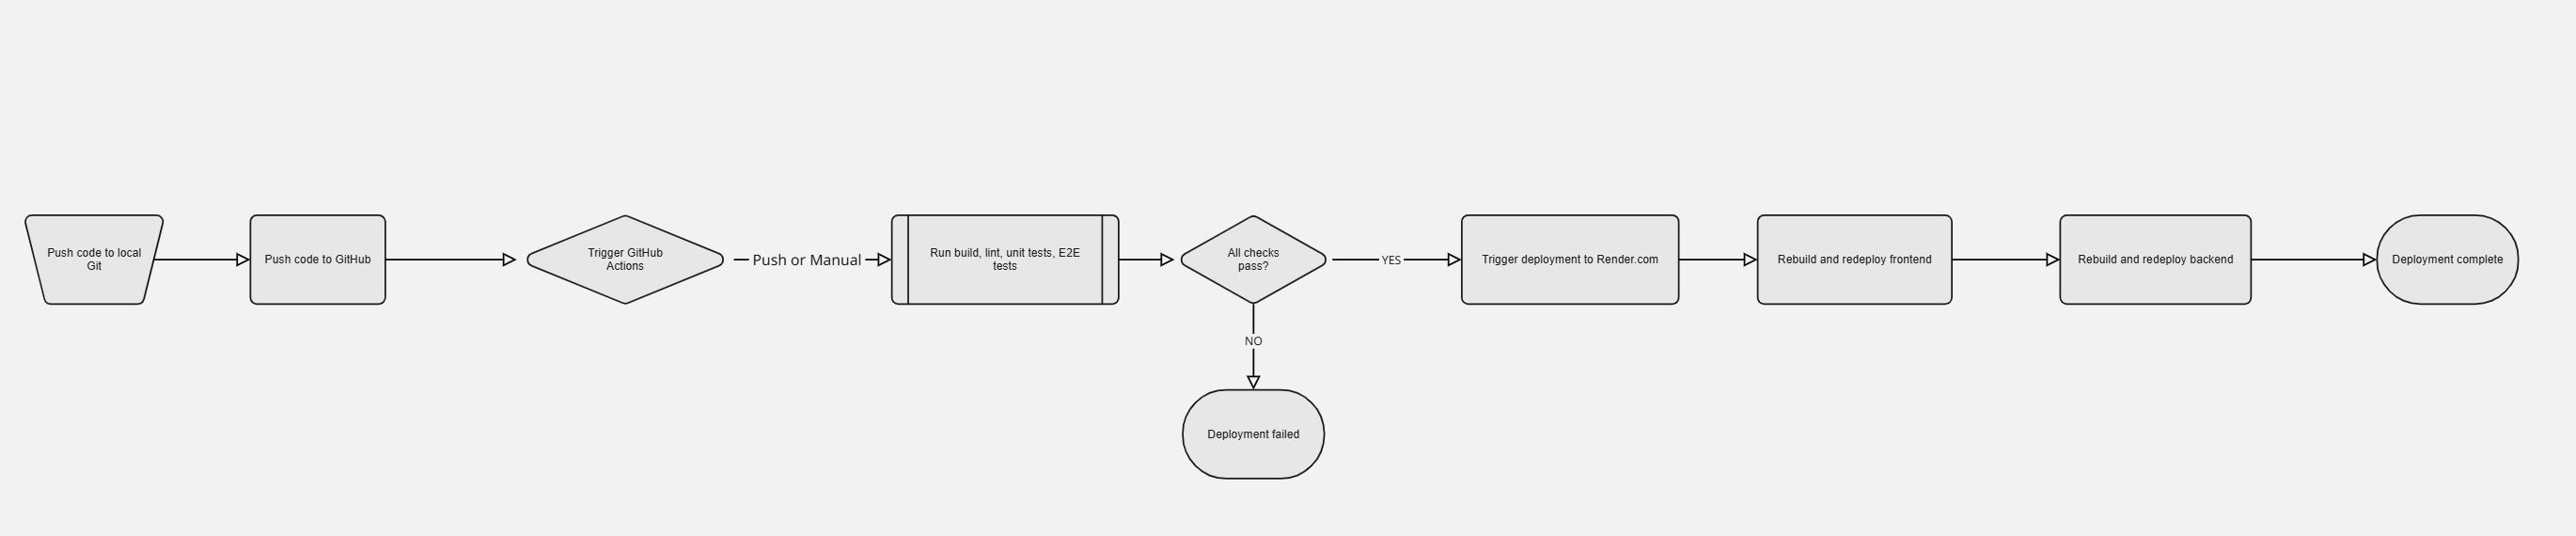 Push code to local
Git
Push code to GitHub
Trigger GitHub
Actions
Push or Manual
Run build, lint, unit tests, E2E
tests
All checks
pass?
YES
Trigger deployment to Render.com
Rebuild and redeploy frontend
Rebuild and redeploy backend
Deployment complete
NO
Deployment failed